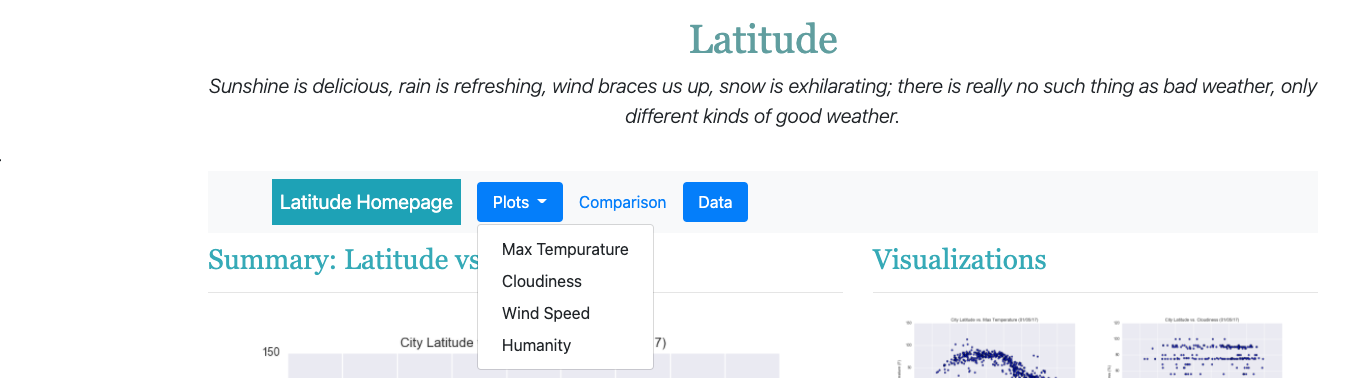 Latitude
Sunshine is delicious, rain is refreshing, wind braces us up, snow is exhilarating; there is really no such thing as bad weather, only
different kinds of good weather.
Latitude Homepage Plots Comparison Data
Max Tempurature
Cloudiness
Wind Speed
Humanity
Summary: Latitude vs
Visualizations
City Latitude
7)
150
City Latitude vs. Max Temperature (01/08/17)
City Latitude vs. Cloudiness (01/08/17)